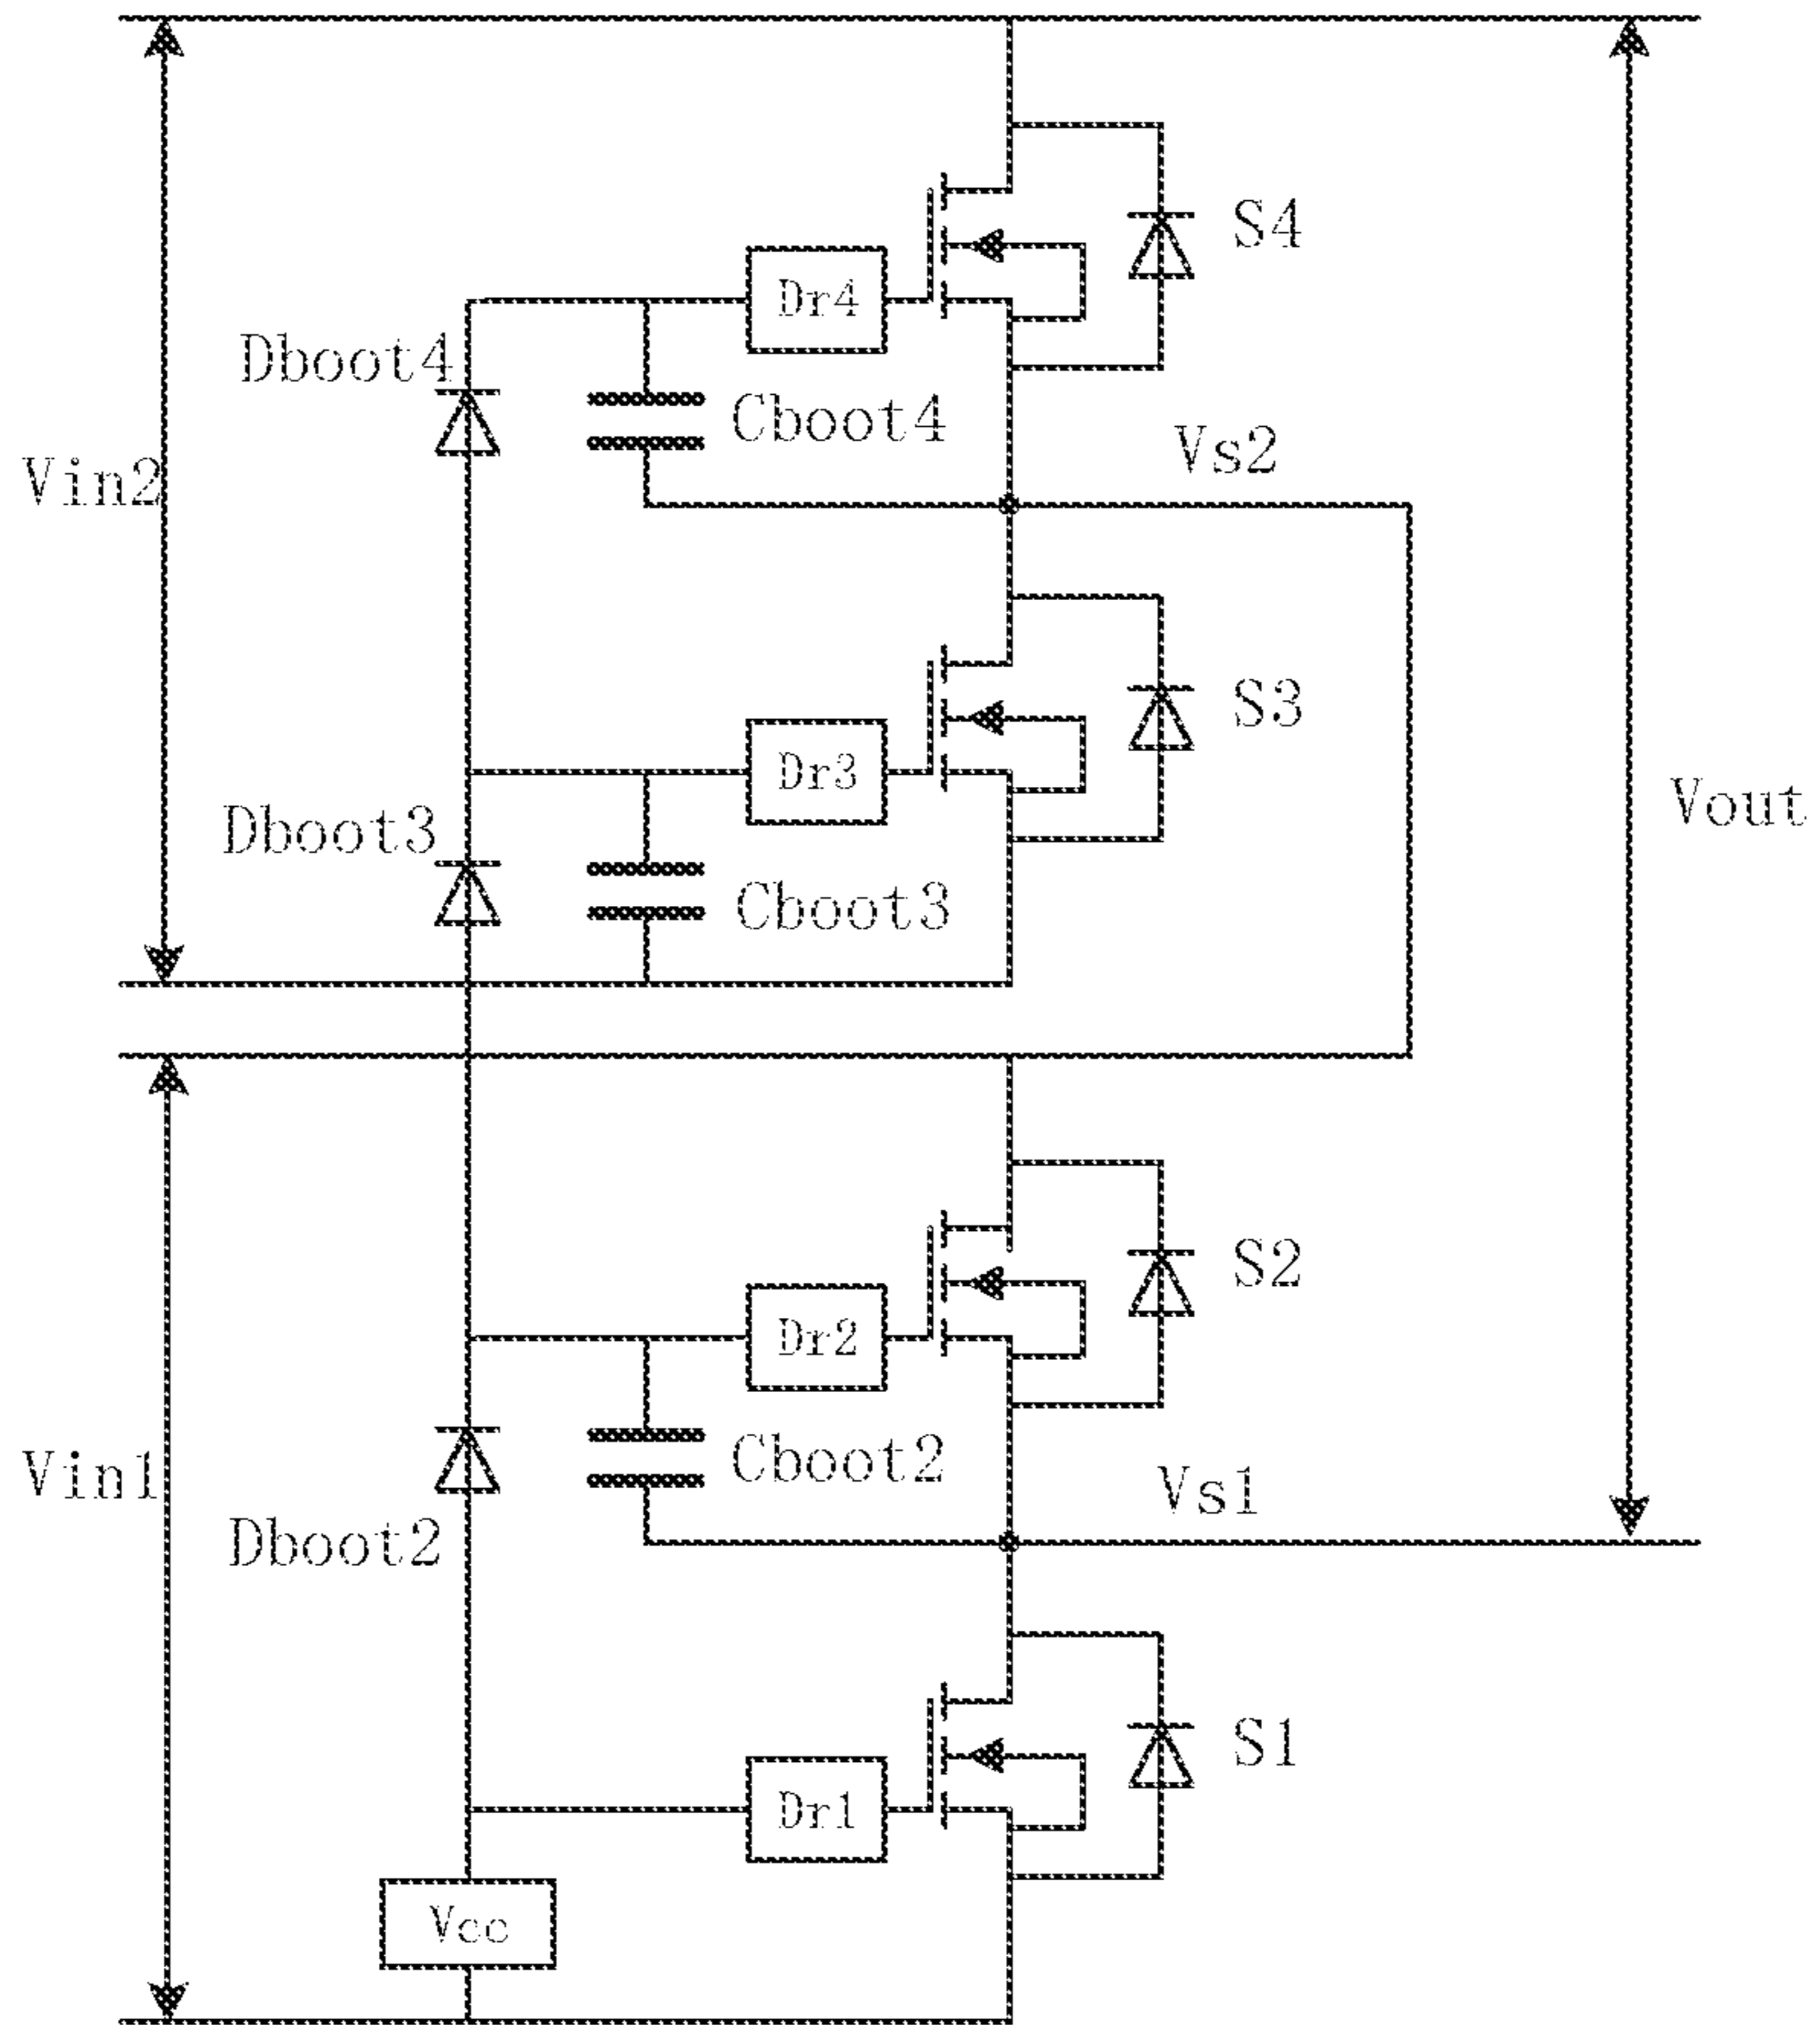 S4
Dr4
Dboot4
Cboot4
Vs2
Vin2
S3
Dr3
Vout
Dboot3
Cboot3
S2
Dr2
Cboot2
Vin1
Vs1
Dboot2
S1
Dr1
Vcc